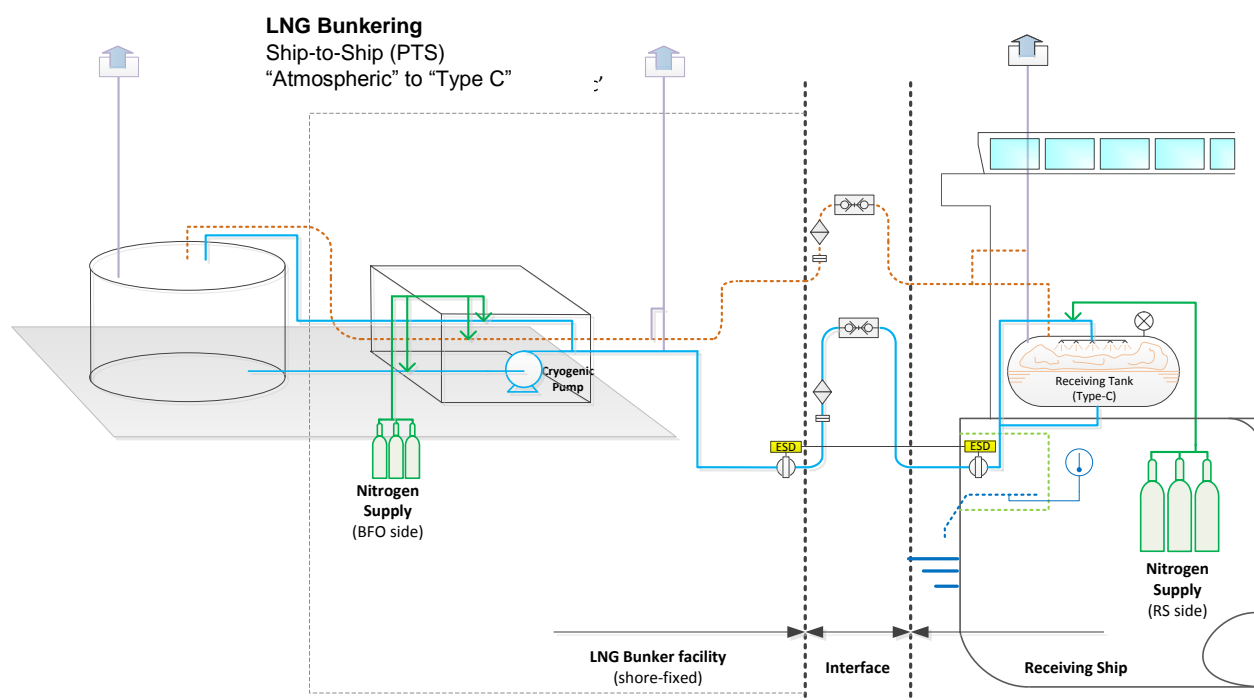 LNG Bunkering
Ship-to-Ship (PTS)
“Atmospheric” to “Type C”
Cryogenic
Pump
ESD
ESD
Receiving Tank
(Type-C)
Nitrogen
Supply
(BFO side)
Nitrogen
Supply
(RS side)
LNG Bunker facility
(shore-fixed)
Interface
Receiving Ship